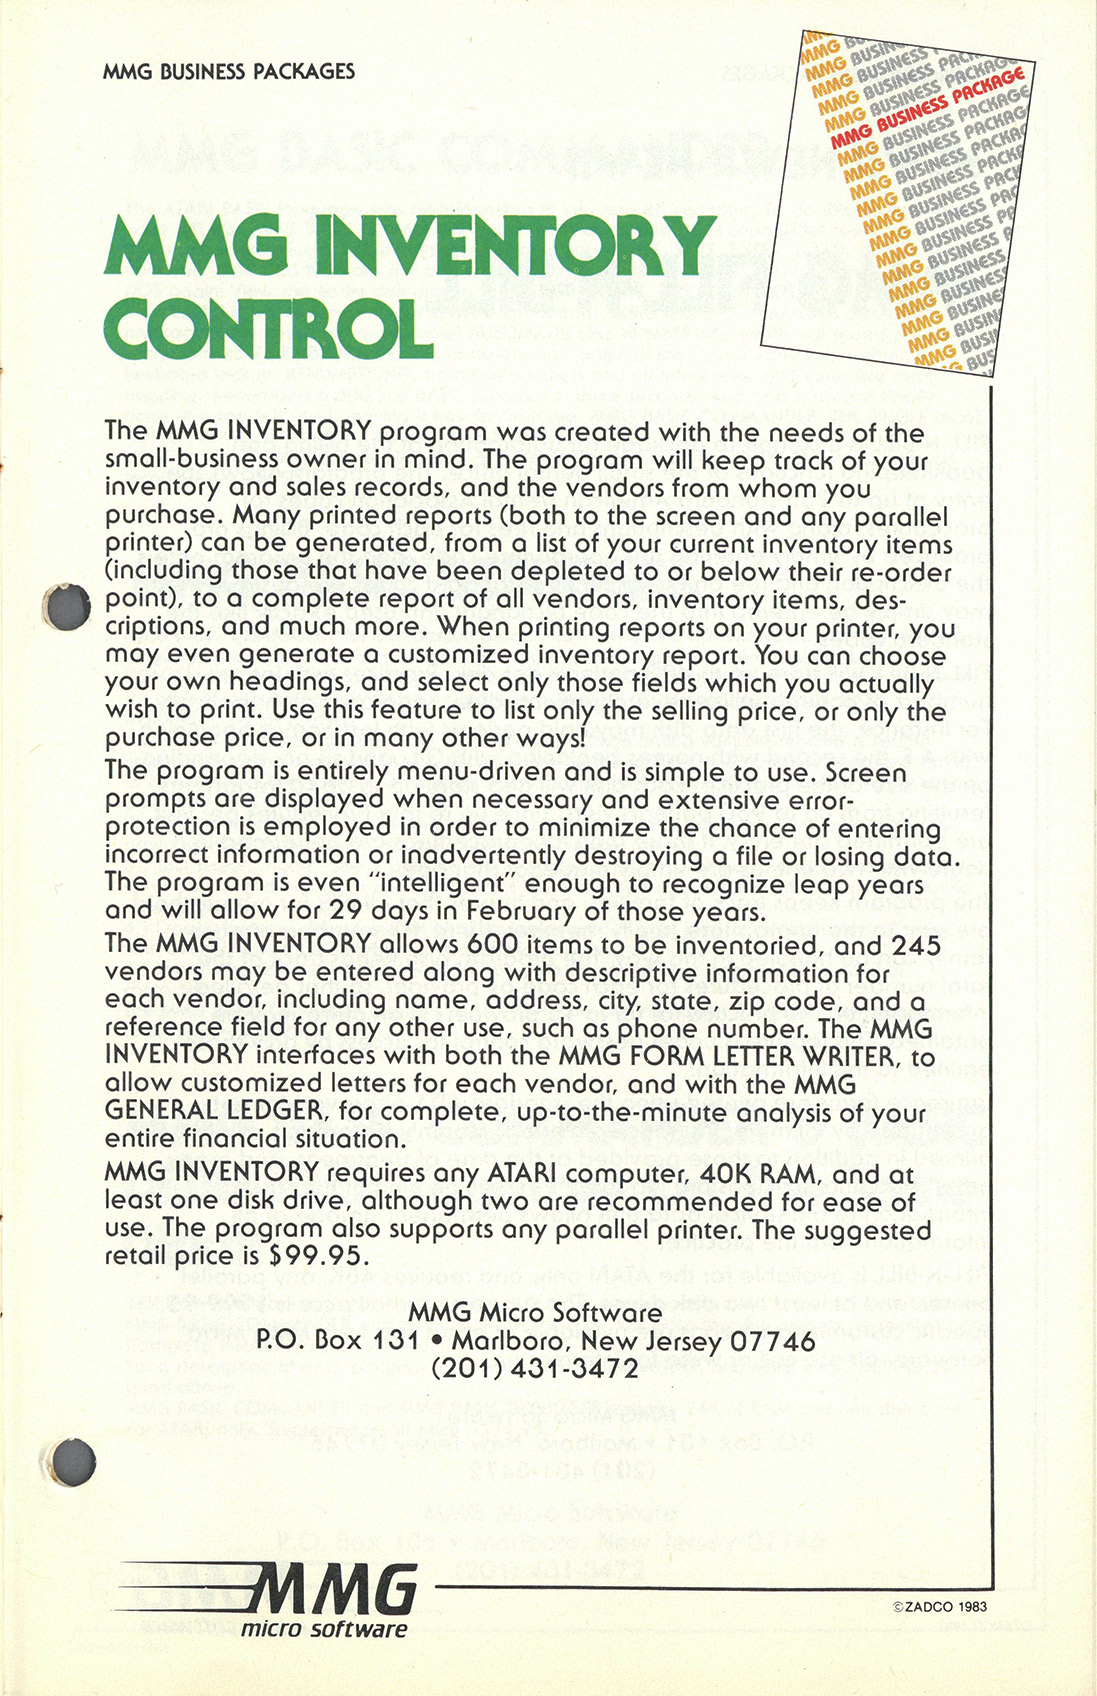 MMG BUSINESS PACKAGES
MMG BUSINESS PACKAGE
MMG INVENTORY
CONTROL
The MMG INVENTORY program was created with the needs of the
small-business owner in mind. The program will keep track of your
inventory and sales records, and the vendors from whom you
purchase. Many printed reports (both to the screen and any parallel
printer) can be generated, from a list of your current inventory items
(including those that have been depleted to or below their re-order
point), to a complete report of all vendors, inventory items, des-
criptions, and much more. When printing reports on your printer, you
may even generate a customized inventory report. You can choose
your own headings, and select only those fields which you actually
wish to print. Use this feature to list only the selling price, or only the
purchase price, or in many other ways!
The program is entirely menu-driven and is simple to use. Screen
prompts are displayed when necessary and extensive error-
protection is employed in order to minimize the chance of entering
incorrect information or inadvertently destroying a file or losing data.
The program is even "intelligent" enough to recognize leap years
and will allow for 29 days in February of those years.
The MMG INVENTORY allows 600 items to be inventoried, and 245
vendors may be entered along with descriptive information for
each vendor, including name, address, city, state, zip code, and a
reference field for any other use, such as phone number. The MMG
INVENTORY interfaces with both the MMG FORM LETTER WRITER, to
allow customized letters for each vendor, and with the MMG
GENERAL LEDGER, for complete, up-to-the-minute analysis of your
entire financial situation.
MMG INVENTORY requires any ATARI computer, 40K RAM, and at
least one disk drive, although two are recommended for ease of
use. The program also supports any parallel printer. The suggested
retail price is $99.95.
MMG Micro Software
P.O. Box 131 • Marlboro, New Jersey 07746
(201) 431-3472
MMG
micro software
©ZADCO 1983